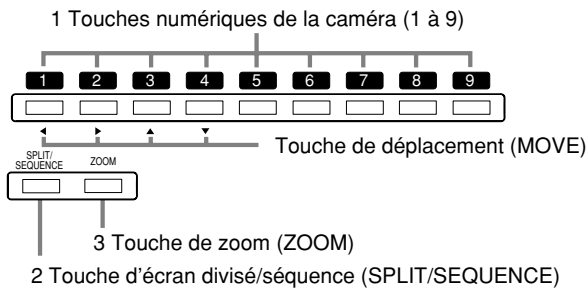 1 Touches numériques de la caméra (1 à 9)
1 2 3 4 5 6 7 8 9
Touche de déplacement (MOVE)
SPLIT/
SEQUENCE ZOOM
3 Touche de zoom (ZOOM)
2 Touche d'écran divisé/séquence (SPLIT/SEQUENCE)